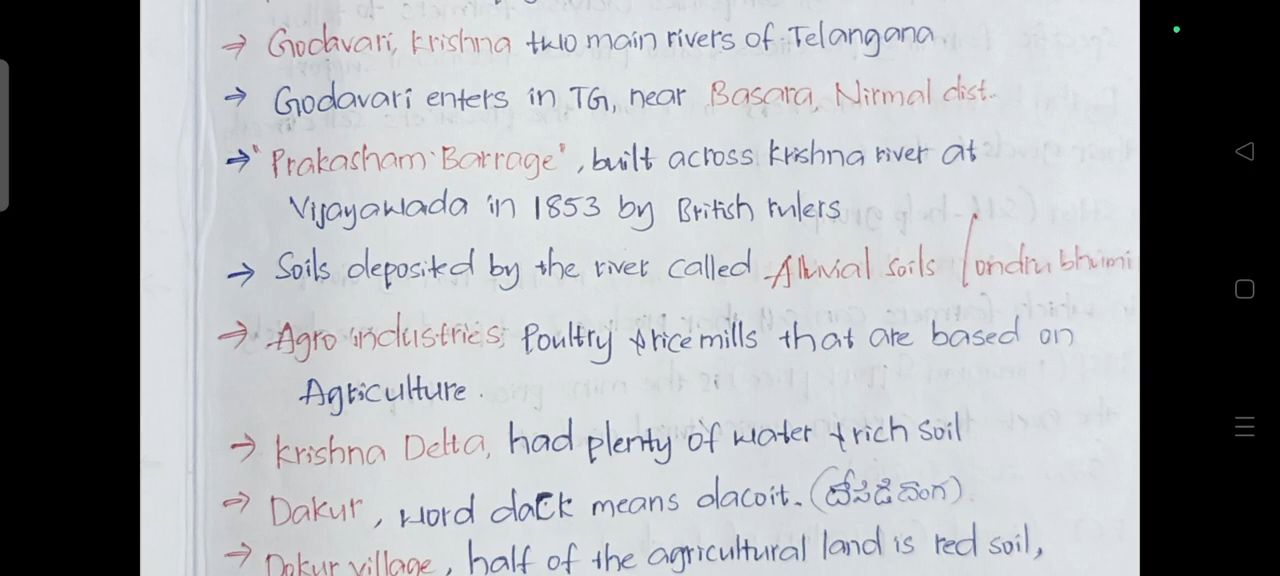 → Godavari, Krishna two main rivers of Telangana
→ Godavari enters in TG, near Basara, Nirmal dist.
→ "Prakasham Barrage", built across Krishna river at
Vijayawada in 1853 by British rulers
→ Soils deposited by the river called Alluvial soils / ondru bhumi
→ Agro industries; Poultry & rice mills that are based on
Agriculture.
→ Krishna Delta, had plenty of water & rich soil
→ Dakur, word dack means dacoit. (దోపిడి దొంగ)
→ Dokur village, half of the agricultural land is red soil,